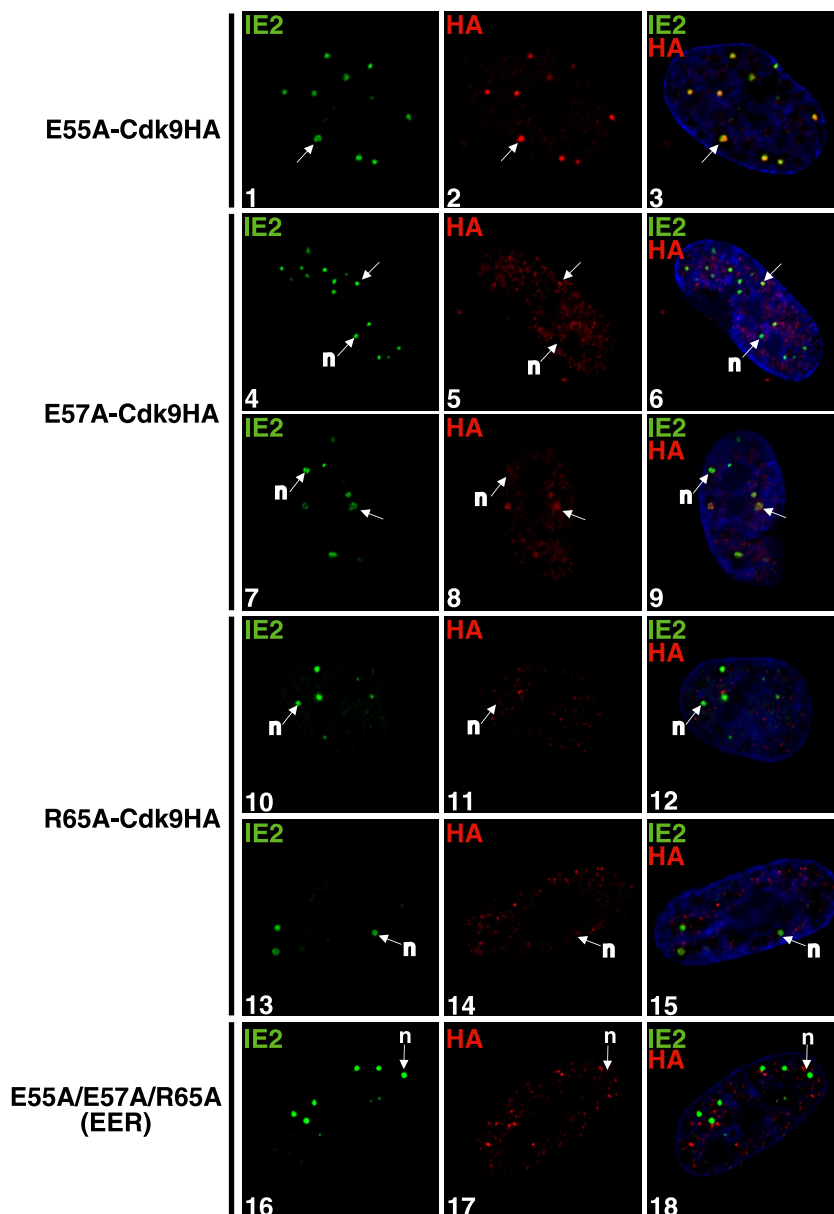 IE2 HA IE2
HA
E55A-Cdk9HA
1 2 3
IE2 HA IE2
HA
n n n
4 5 6
E57A-Cdk9HA
IE2 HA IE2
HA
n n n
7 8 9
IE2 HA IE2
HA
n n n
10 11 12
R65A-Cdk9HA
IE2 HA IE2
HA
n n n
13 14 15
IE2 HA IE2
HA
n n n
E55A/E57A/R65A
(EER)
16 17 18